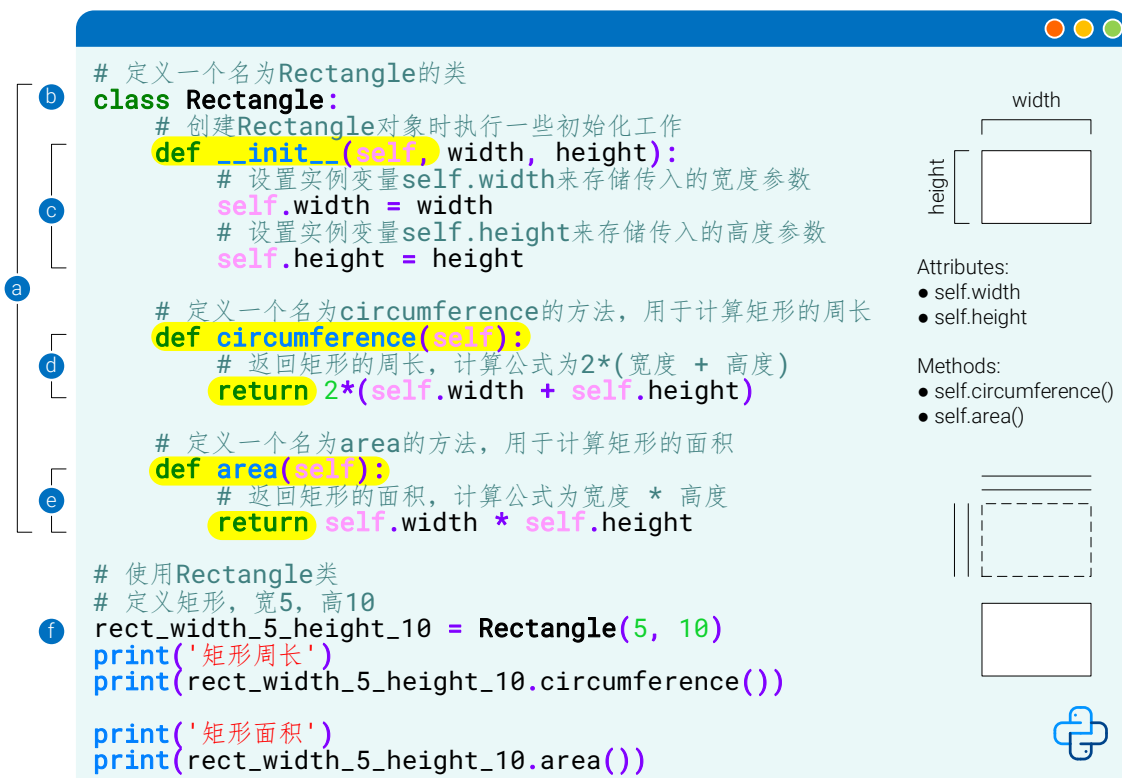 # 定义一个名为Rectangle的类
class Rectangle:
    # 创建Rectangle对象时执行一些初始化工作
    def __init__(self, width, height):
        # 设置实例变量self.width来存储传入的宽度参数
        self.width = width
        # 设置实例变量self.height来存储传入的高度参数
        self.height = height
    # 定义一个名为circumference的方法, 用于计算矩形的周长
    def circumference(self):
        # 返回矩形的周长, 计算公式为2*(宽度 + 高度)
        return 2*(self.width + self.height)
    # 定义一个名为area的方法, 用于计算矩形的面积
    def area(self):
        # 返回矩形的面积, 计算公式为宽度 * 高度
        return self.width * self.height
# 使用Rectangle类
# 定义矩形, 宽5, 高10
rect_width_5_height_10 = Rectangle(5, 10)
print('矩形周长')
print(rect_width_5_height_10.circumference())
print('矩形面积')
print(rect_width_5_height_10.area())
a
b
c
d
e
f
width
height
Attributes:
● self.width
● self.height
Methods:
● self.circumference()
● self.area()